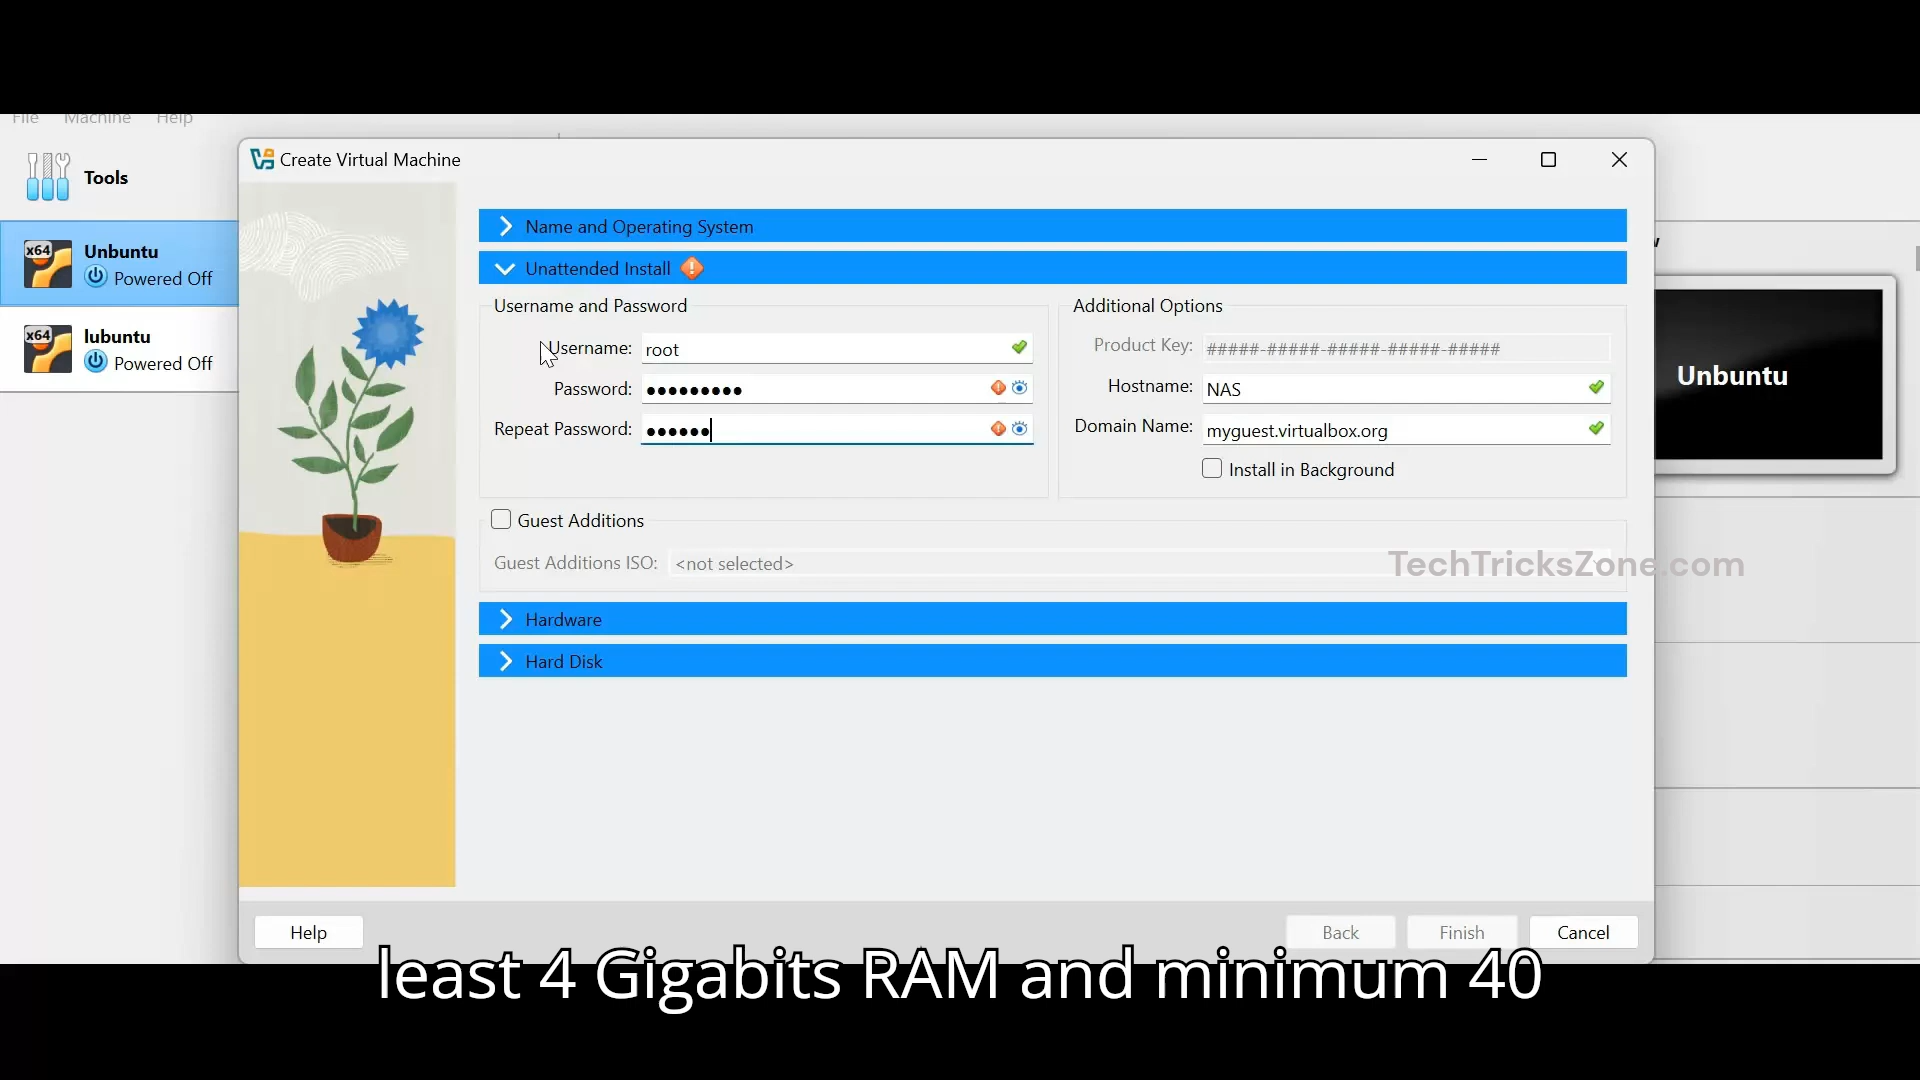 File Machine Help
Create Virtual Machine
Tools
Name and Operating System
Unbuntu
Powered Off
Unattended Install
Username and Password
Additional Options
Username: root
Product Key: #####-#####-#####-#####-#####
lubuntu
Powered Off
Password: ●●●●●●●●●
Hostname: NAS
Unbuntu
Repeat Password: ●●●●●●
Domain Name: myguest.virtualbox.org
Install in Background
Guest Additions
Guest Additions ISO: <not selected>
TechTricksZone.com
Hardware
Hard Disk
Help
Back
Finish
Cancel
least 4 Gigabits RAM and minimum 40
x64
x64